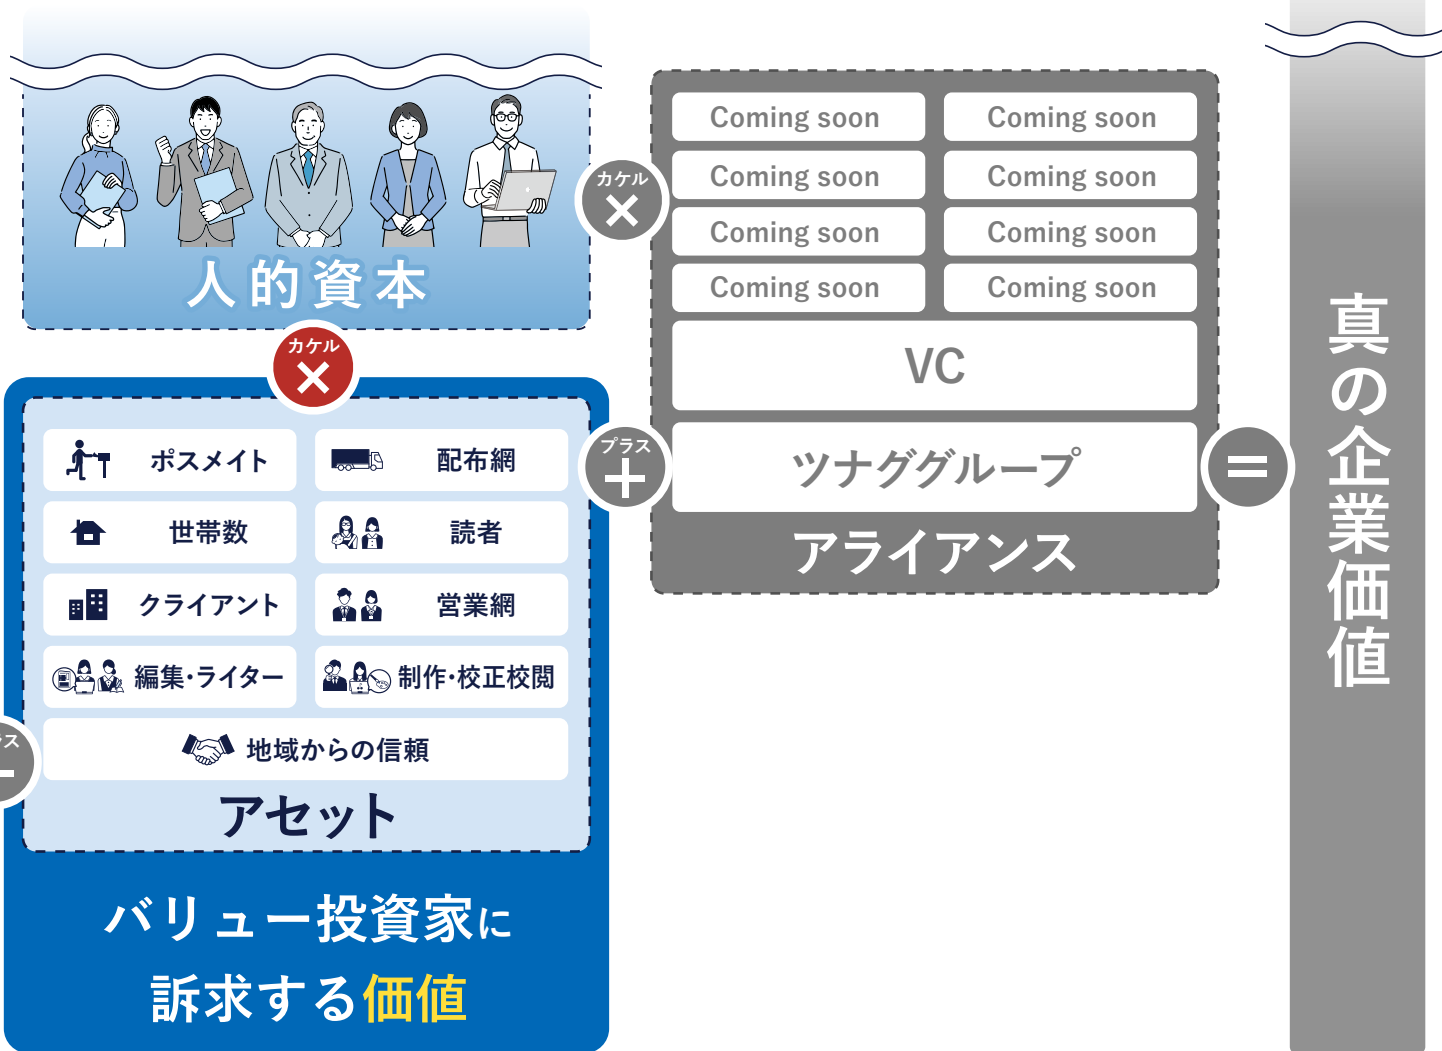 人的資本
カケル
×
ポスメイト
配布網
世帯数
読者
クライアント
営業網
編集・ライター
制作・校正校閲
地域からの信頼
アセット
バリュー投資家に
訴求する価値
ラス
カケル
×
プラス
+
Coming soon
Coming soon
Coming soon
Coming soon
Coming soon
Coming soon
Coming soon
Coming soon
VC
ツナググループ
アライアンス
=
真の企業価値